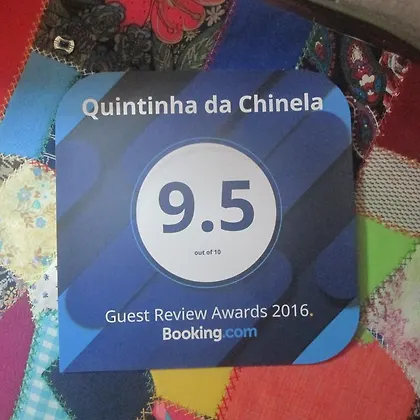 Quintinha da Chinela
9.5
out of 10
Guest Review Awards 2016.
Booking.com